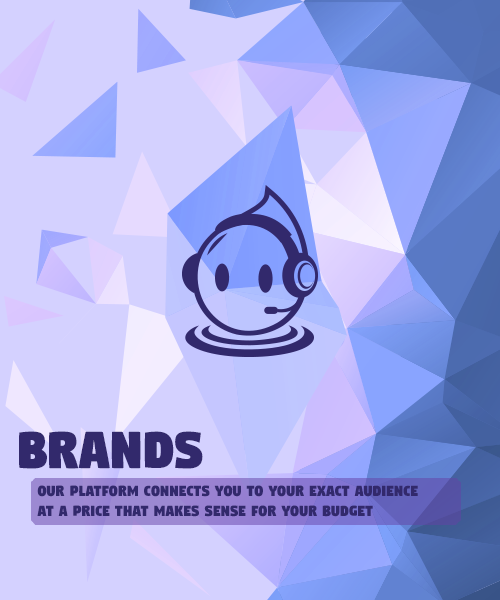 BRANDS
OUR PLATFORM CONNECTS YOU TO YOUR EXACT AUDIENCE
AT A PRICE THAT MAKES SENSE FOR YOUR BUDGET